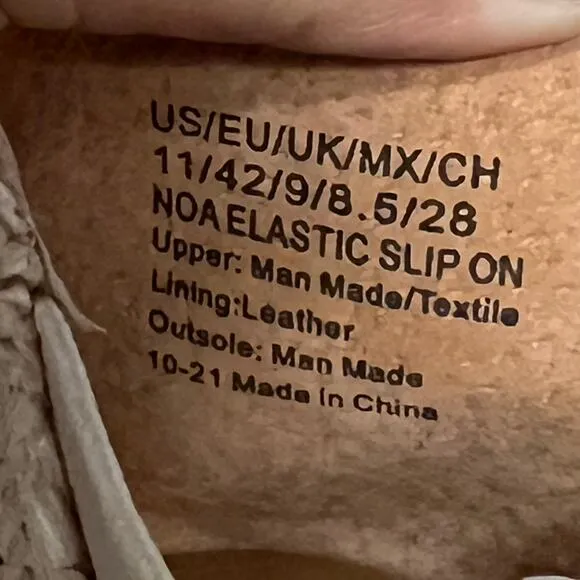 US/EU/UK/MX/CH
11/42/9/8.5/28
NOA ELASTIC SLIP ON
Upper: Man Made/Textile
Lining:Leather
Outsole: Man Made
10-21 Made In China